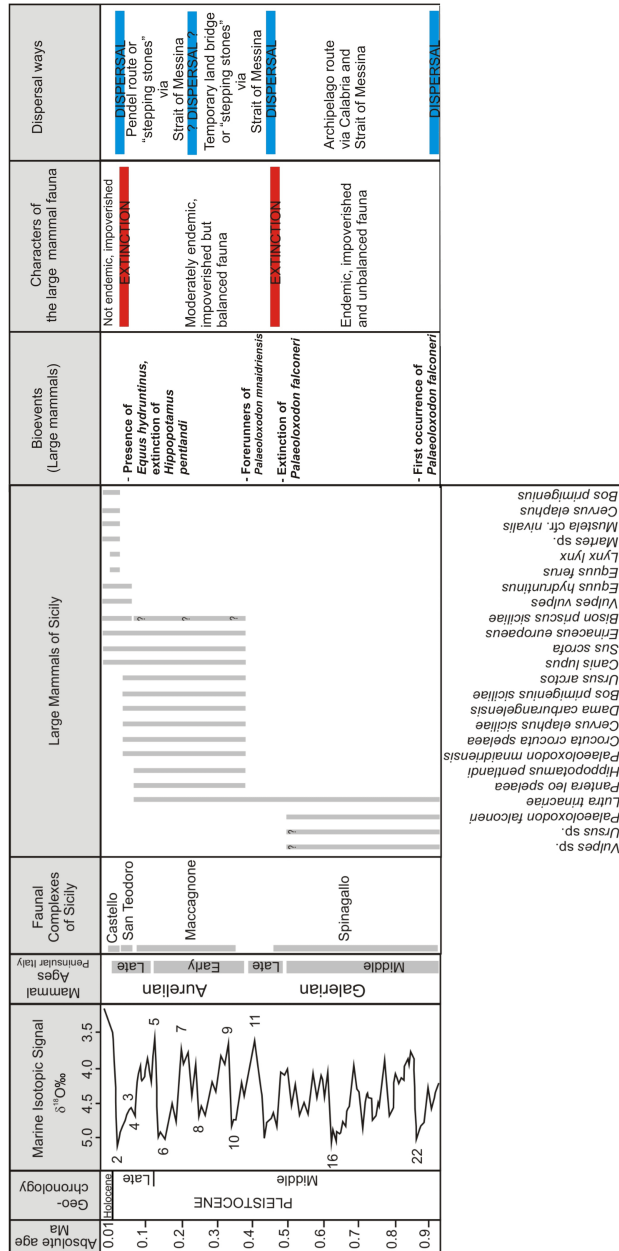 Absolute age
Ma
0.01
0.1
0.2
0.3
0.4
0.5
0.6
0.7
0.8
0.9
Geo-
chronology
Holocene
Late
Middle
PLEISTOCENE
Marine Isotopic Signal
δ¹⁸O‰
5.0
4.5
4.0
3.5
2
3
4
5
6
7
8
9
10
11
16
22
Mammal
Ages
Peninsular Italy
Aurelian
Late
Early
Galerian
Late
Middle
Faunal
Complexes
of Sicily
Castello
San Teodoro
Maccagnone
Spinagallo
Large Mammals of Sicily
?
?
?
?
?
Vulpes sp.
Ursus sp.
Palaeoloxodon falconeri
Lutra trinacriae
Pantera leo spelaea
Hippopotamus pentlandi
Palaeoloxodon mnaidriensis
Crocuta crocuta spelaea
Cervus elaphus siciliae
Dama carburangelensis
Bos primigenius siciliae
Ursus arctos
Canis lupus
Sus scrofa
Erinaceus europaeus
Bison priscus siciliae
Vulpes vulpes
Equus hydruntinus
Equus ferus
Lynx lynx
Martes sp.
Mustela cfr. nivalis
Cervus elaphus
Bos primigenius
Bioevents
(Large mammals)
- Presence of
Equus hydruntinus,
extinction of
Hippopotamus
pentlandi
- Forerunners of
Palaeoloxodon mnaidriensis
- Extinction of
Palaeoloxodon falconeri
- First occurrence of
Palaeoloxodon falconeri
Characters of
the large mammal fauna
Not endemic, impoverished
EXTINCTION
Moderately endemic,
impoverished but
balanced fauna
EXTINCTION
Endemic, impoverished
and unbalanced fauna
Dispersal ways
DISPERSAL
Pendel route or
"stepping stones"
via
Strait of Messina
? DISPERSAL ?
Temporary land bridge
or "stepping stones"
via
Strait of Messina
DISPERSAL
Archipelago route
via Calabria and
Strait of Messina
DISPERSAL